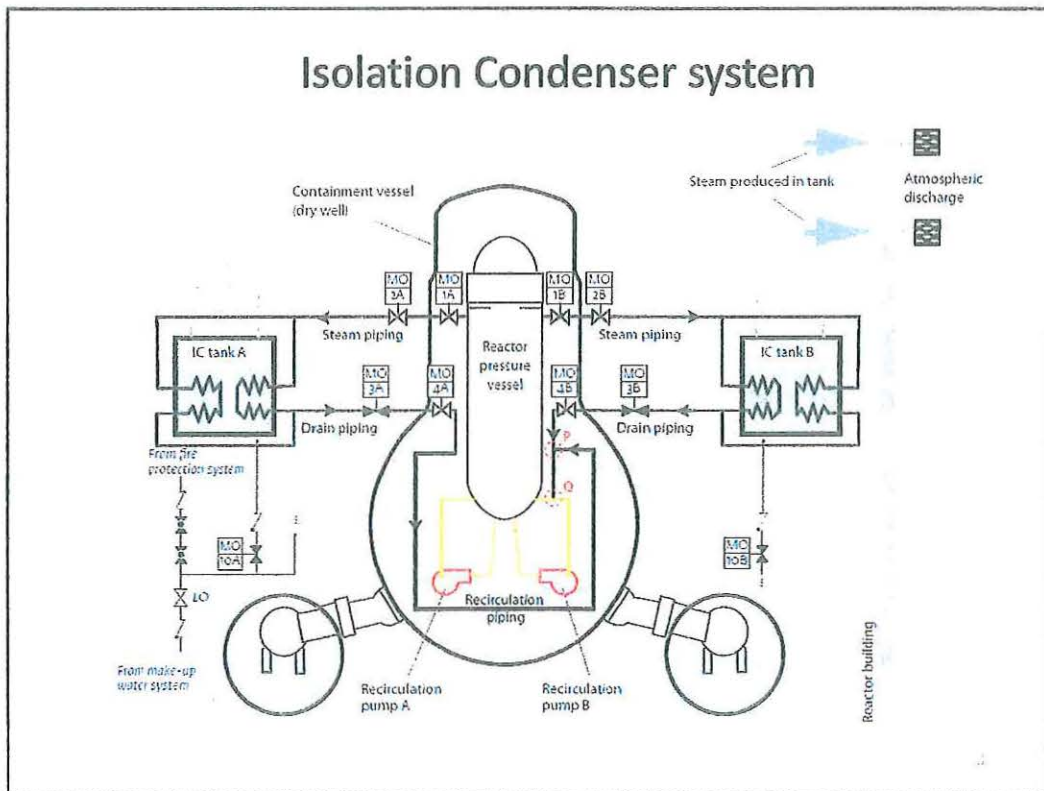 Isolation Condenser system
Containment vessel
(dry well)
Steam produced in tank
Atmospheric
discharge
MO
2A
MO
1A
MO
1B
MO
2B
Steam piping
Steam piping
IC tank A
Reactor
pressure
vessel
IC tank B
MO
3A
MO
4A
MO
4B
MO
3B
Drain piping
Drain piping
P
Q
From fire
protection system
MO
10A
MO
10B
LO
Recirculation
piping
From make-up
water system
Recirculation
pump A
Recirculation
pump B
Reactor building